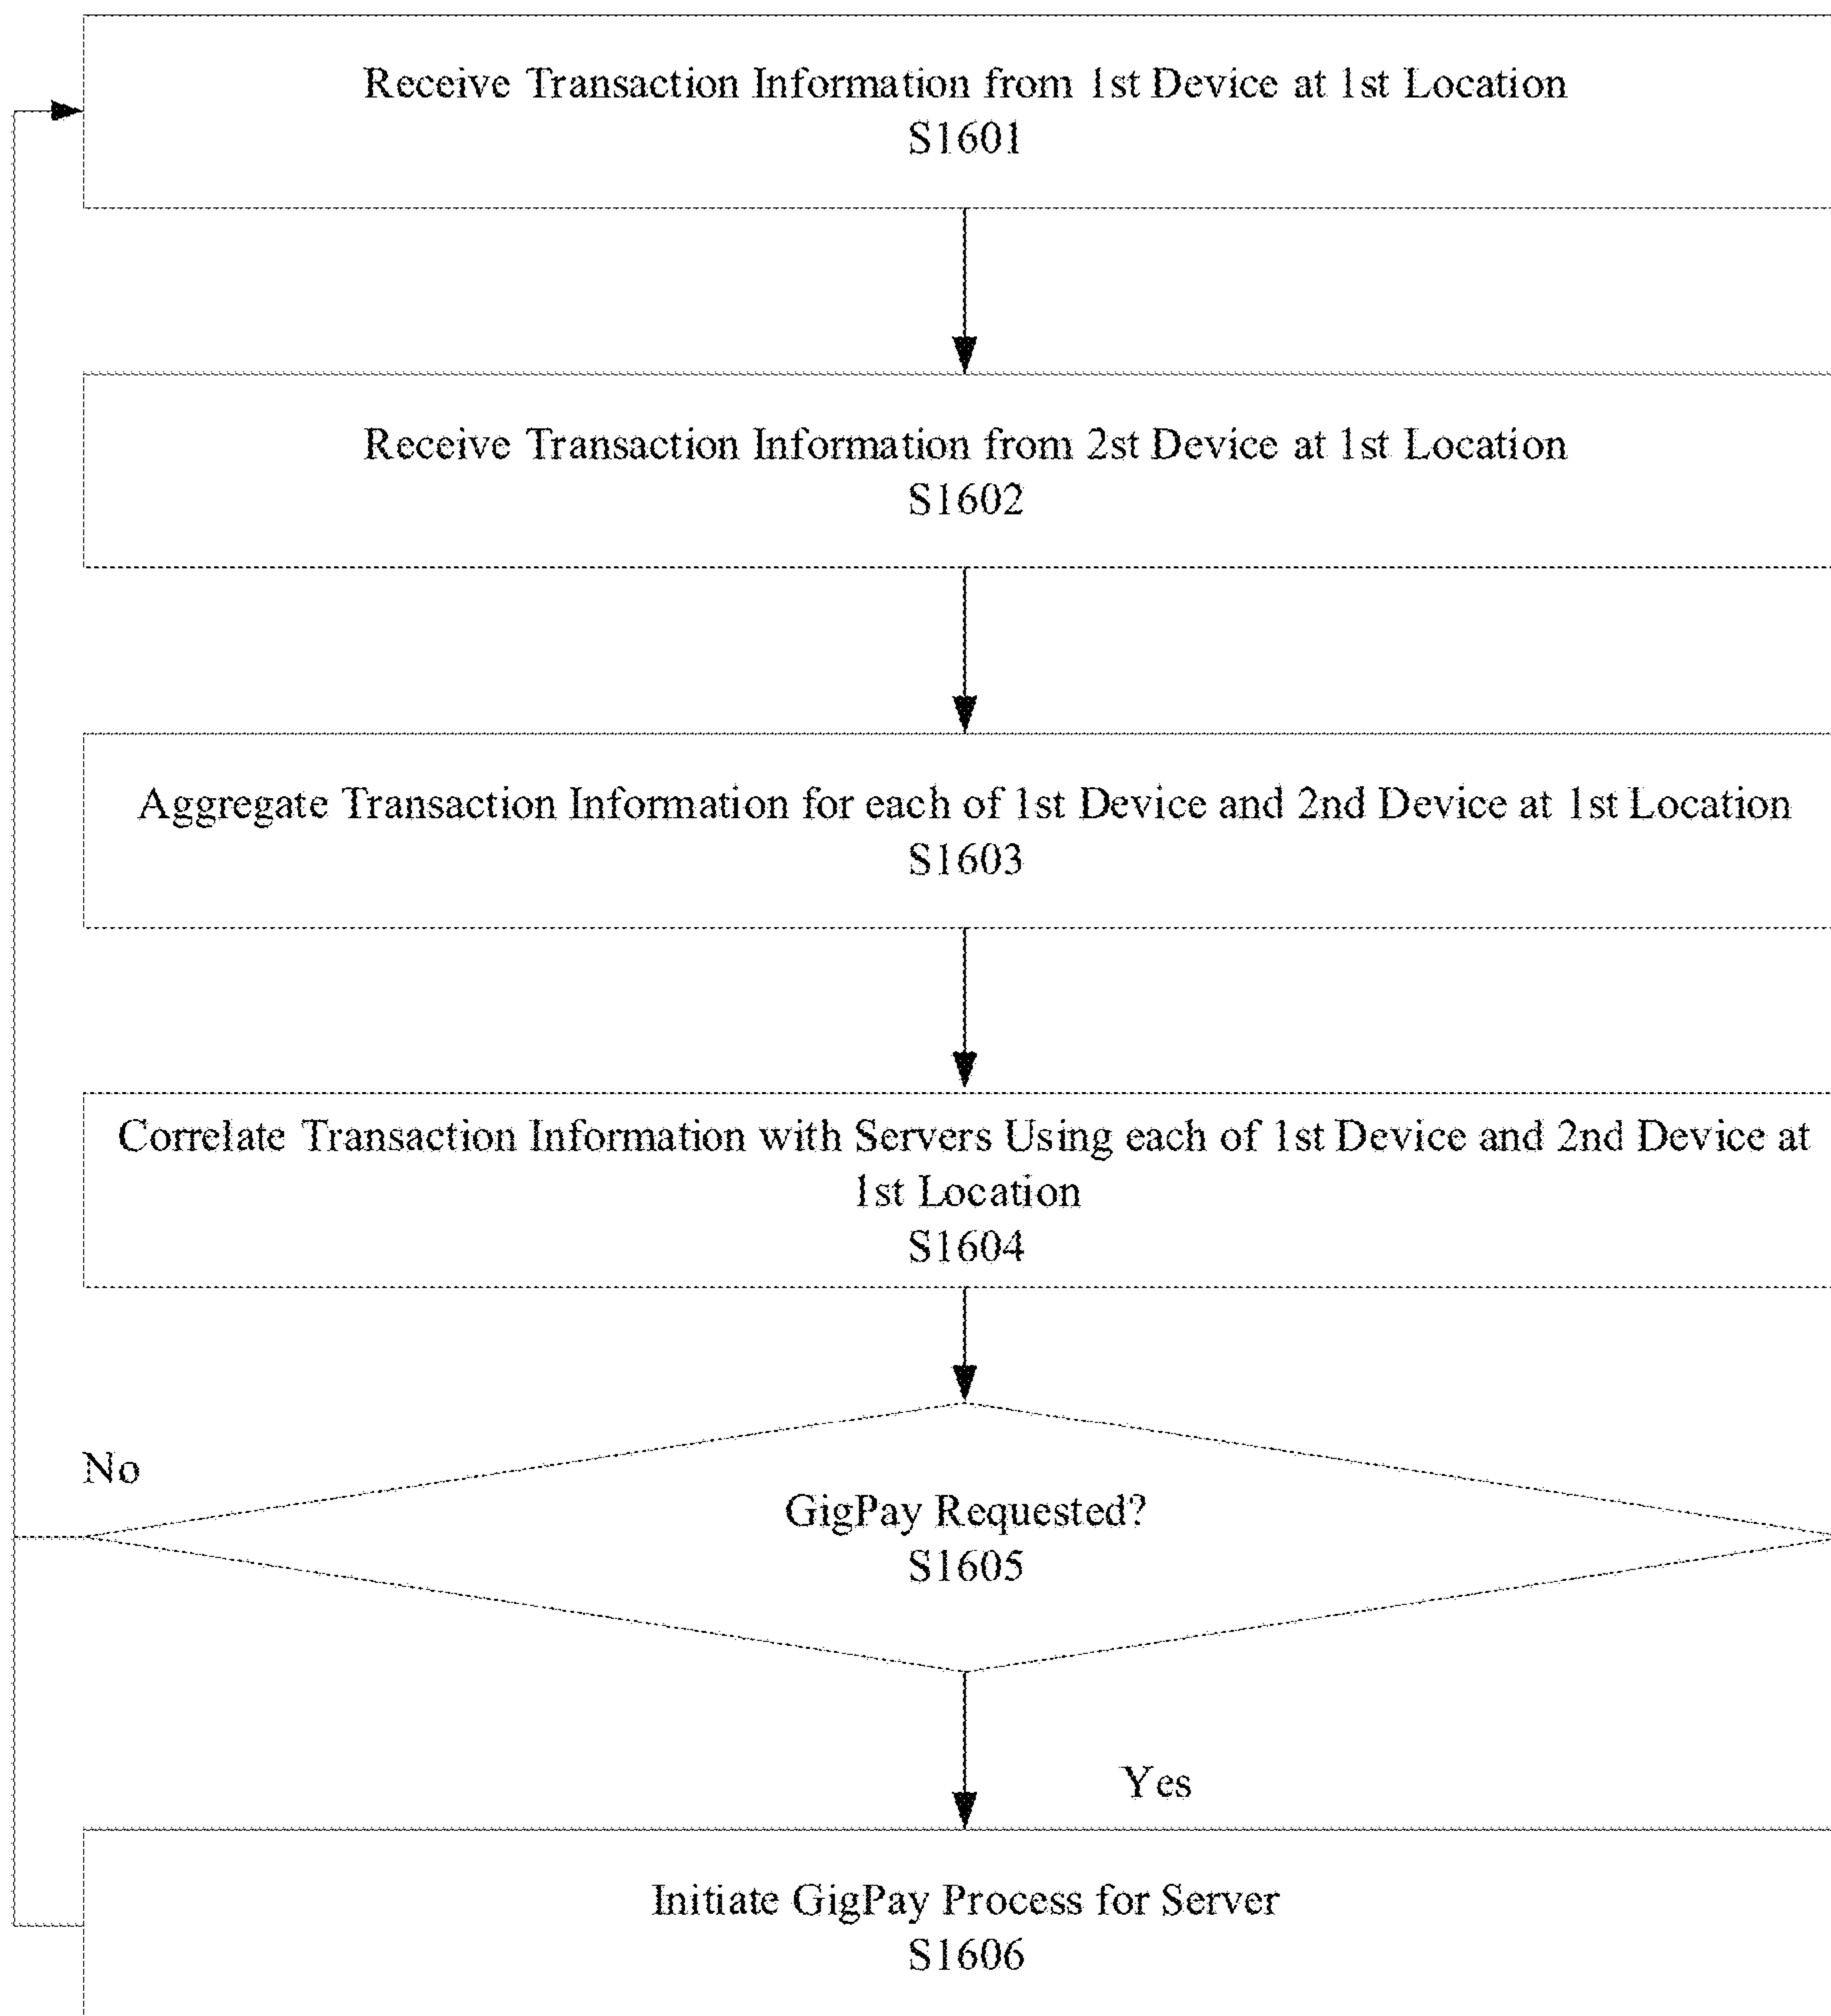 Receive Transaction Information from 1st Device at 1st Location
S1601
Receive Transaction Information from 2st Device at 1st Location
S1602
Aggregate Transaction Information for each of 1st Device and 2nd Device at 1st Location
S1603
Correlate Transaction Information with Servers Using each of 1st Device and 2nd Device at
1st Location
S1604
No
GigPay Requested?
S1605
Yes
Initiate GigPay Process for Server
S1606